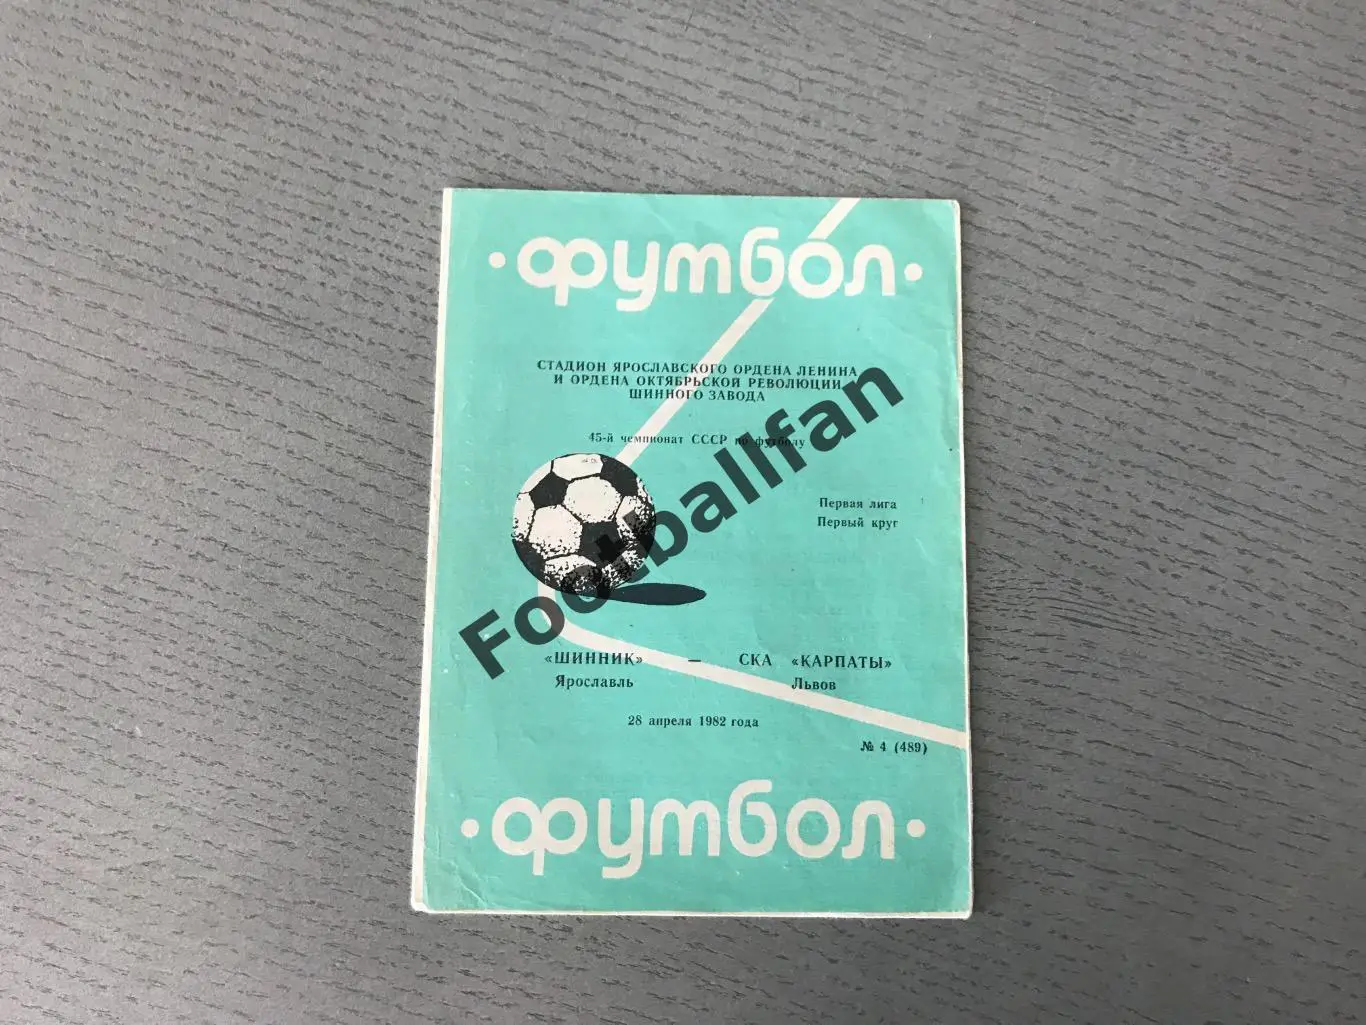 • футбол •
СТАДИОН ЯРОСЛАВСКОГО ОРДЕНА ЛЕНИНА
И ОРДЕНА ОКТЯБРЬСКОЙ РЕВОЛЮЦИИ
ШИННОГО ЗАВОДА
45-й чемпионат СССР по футболу
Первая лига
Первый круг
Footballfan
«ШИННИК» — СКА «КАРПАТЫ»
Ярославль Львов
28 апреля 1982 года
№ 4 (489)
• футбол •